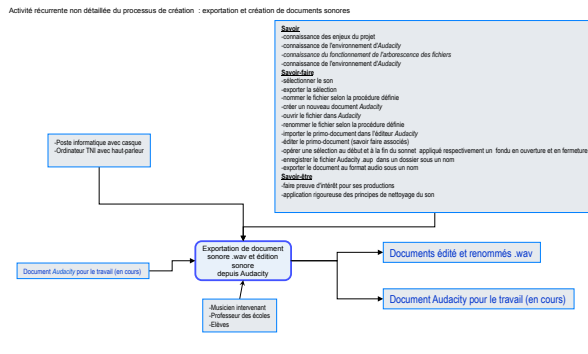 Activité récurrente non détaillée du processus de création : exportation et création de documents sonores
Savoir
-connaissance des enjeux du projet
-connaissance de l'environnement d'Audacity
-connaissance du fonctionnement de l'arborescence des fichiers
-connaissance de l'environnement d'Audacity
Savoir-faire
-sélectionner le son
-exporter la sélection
-nommer le fichier selon la procédure définie
-créer un nouveau document Audacity
-ouvrir le fichier dans Audacity
-renommer le fichier selon la procédure définie
-importer le primo-document dans l'éditeur Audacity
-éditer le primo-document (savoir faire associés)
-opérer une sélection au début et à la fin du sonnet appliqué respectivement un fondu en ouverture et en fermeture
-enregistrer le fichier Audacity .aup dans un dossier sous un nom
-exporter le document au format audio sous un nom
Savoir-être
-faire preuve d'intérêt pour ses productions
-application rigoureuse des principes de nettoyage du son
-Poste informatique avec casque
-Ordinateur TNI avec haut-parleur
Exportation de document
sonore .wav et édition
sonore
depuis Audacity
Documents édité et renommés .wav
Document Audacity pour le travail (en cours)
Document Audacity pour le travail (en cours)
-Musicien intervenant
-Professeur des écoles
-Elèves